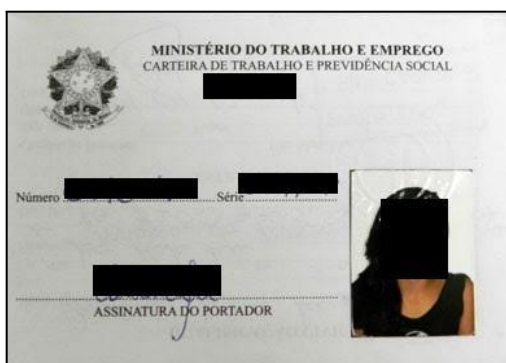 MINISTÉRIO DO TRABALHO E EMPREGO
CARTEIRA DE TRABALHO E PREVIDÊNCIA SOCIAL
Número Série
ASSINATURA DO PORTADOR